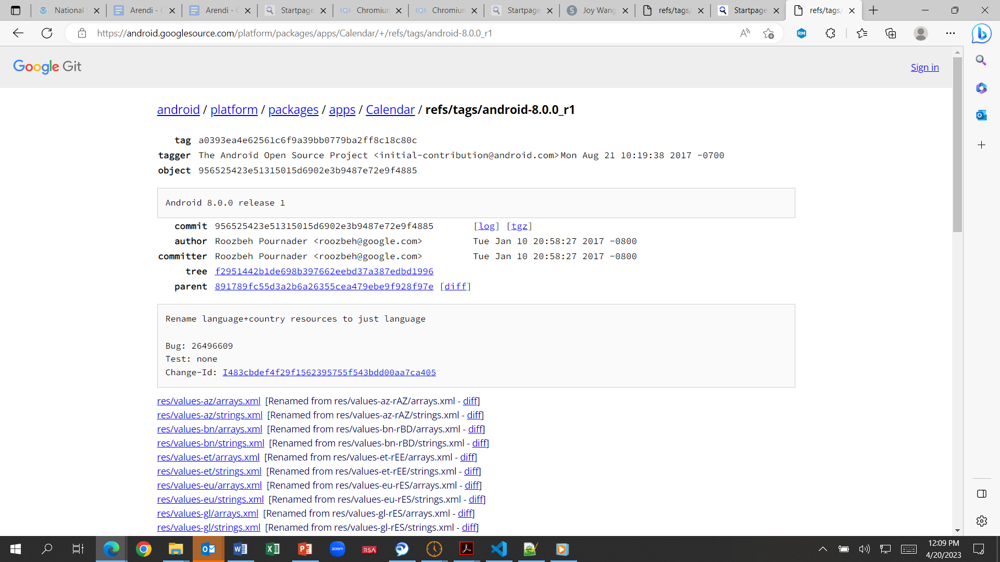 National
Arendi - C
Arendi - C
Startpage
Chromium
Chromium
Startpage
Joy Wang
refs/tags/
Startpage
refs/tags/
https://android.googlesource.com/platform/packages/apps/Calendar/+/refs/tags/android-8.0.0_r1
Google Git
Sign in
android / platform / packages / apps / Calendar / refs/tags/android-8.0.0_r1
tag a0393ea4e62561c6f9a39bb0779ba2ff8c18c80c
tagger The Android Open Source Project <initial-contribution@android.com> Mon Aug 21 10:19:38 2017 -0700
object 956525423e51315015d6902e3b9487e72e9f4885
Android 8.0.0 release 1
commit 956525423e51315015d6902e3b9487e72e9f4885 [log] [tgz]
author Roozbeh Pournader <roozbeh@google.com> Tue Jan 10 20:58:27 2017 -0800
committer Roozbeh Pournader <roozbeh@google.com> Tue Jan 10 20:58:27 2017 -0800
tree f2951442b1de698b397662eebd37a387edbd1996
parent 891789fc55d3a2b6a26355cea479ebe9f928f97e [diff]
Rename language+country resources to just language
Bug: 26496609
Test: none
Change-Id: I483cbdef4f29f1562395755f543bdd00aa7ca405
res/values-az/arrays.xml [Renamed from res/values-az-rAZ/arrays.xml - diff]
res/values-az/strings.xml [Renamed from res/values-az-rAZ/strings.xml - diff]
res/values-bn/arrays.xml [Renamed from res/values-bn-rBD/arrays.xml - diff]
res/values-bn/strings.xml [Renamed from res/values-bn-rBD/strings.xml - diff]
res/values-et/arrays.xml [Renamed from res/values-et-rEE/arrays.xml - diff]
res/values-et/strings.xml [Renamed from res/values-et-rEE/strings.xml - diff]
res/values-eu/arrays.xml [Renamed from res/values-eu-rES/arrays.xml - diff]
res/values-eu/strings.xml [Renamed from res/values-eu-rES/strings.xml - diff]
res/values-gl/arrays.xml [Renamed from res/values-gl-rES/arrays.xml - diff]
res/values-gl/strings.xml [Renamed from res/values-gl-rES/strings.xml - diff]
zoom
RSA
12:09 PM
4/20/2023